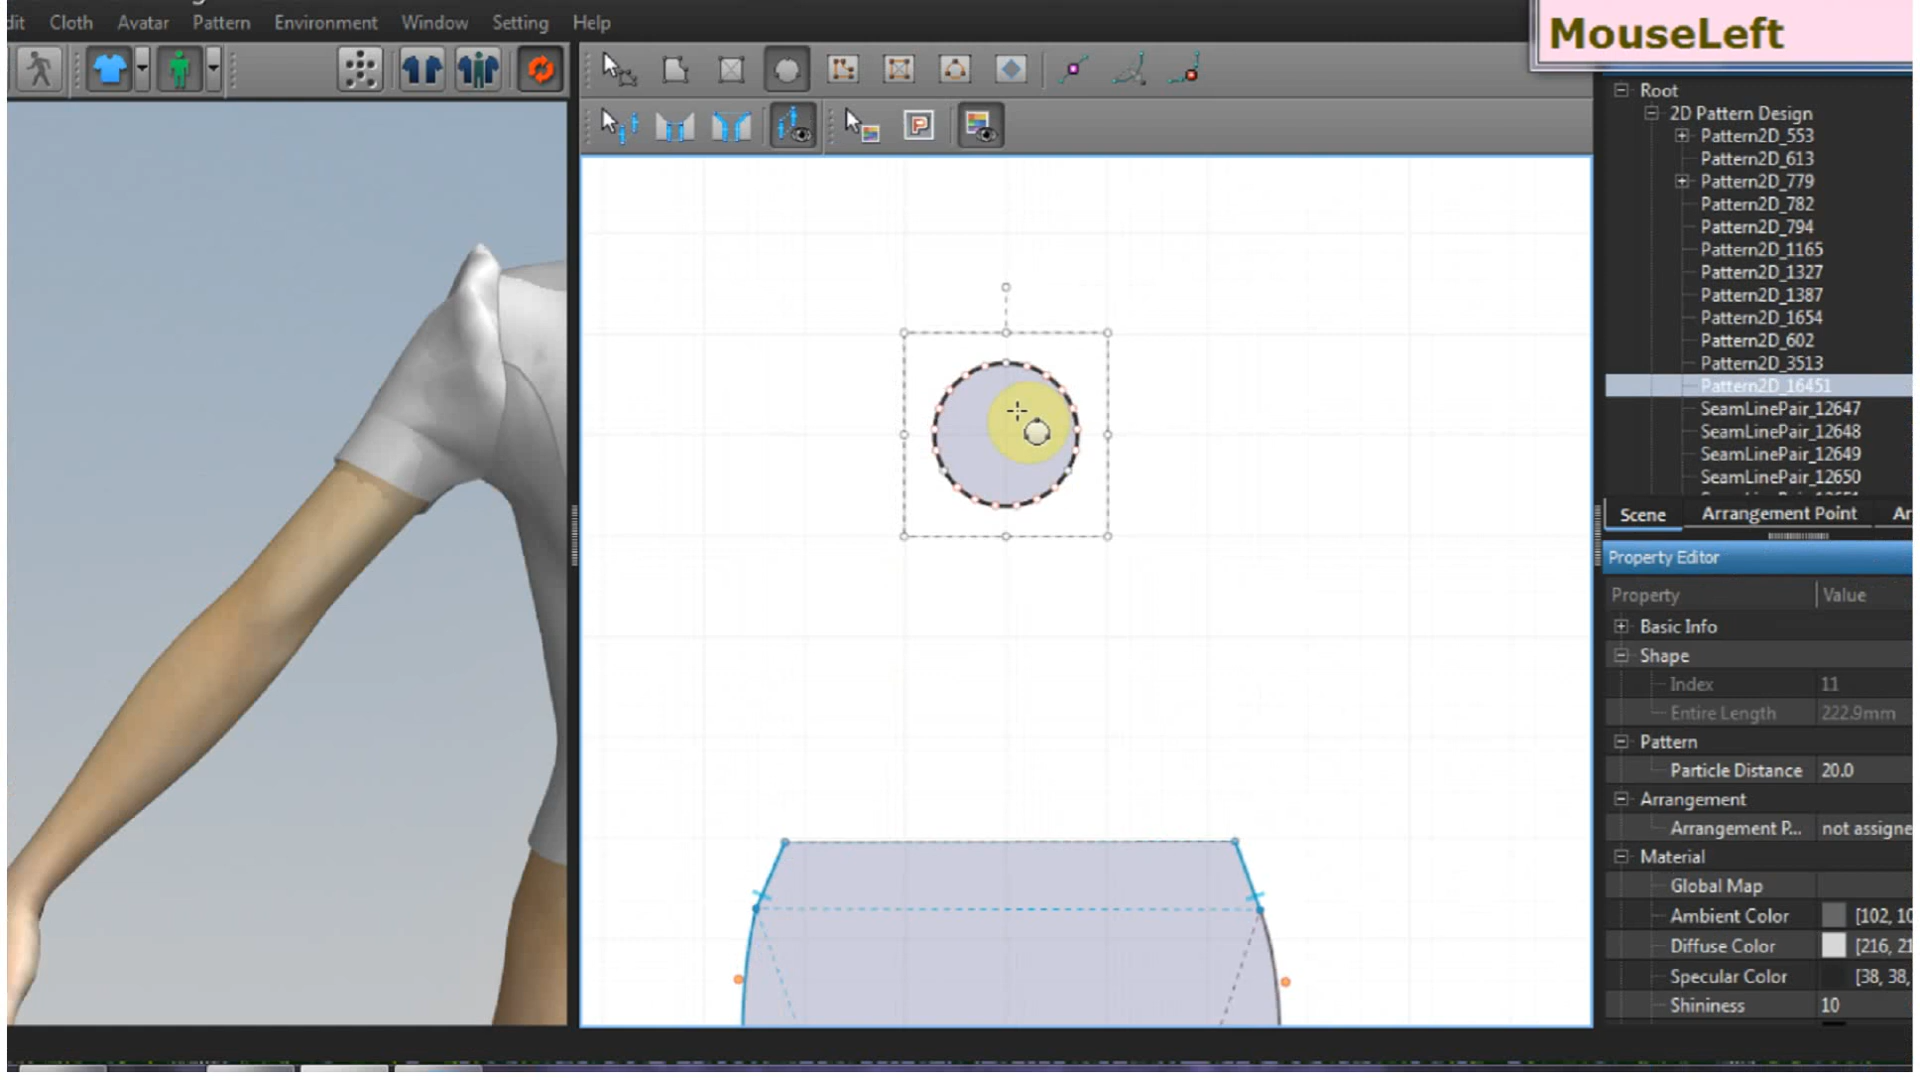 MouseLeft
dit Cloth Avatar Pattern Environment Window Setting Help
P
Root
2D Pattern Design
Pattern2D_553
Pattern2D_613
Pattern2D_779
Pattern2D_782
Pattern2D_794
Pattern2D_1165
Pattern2D_1327
Pattern2D_1387
Pattern2D_1654
Pattern2D_602
Pattern2D_3513
Pattern2D_16451
SeamLinePair_12647
SeamLinePair_12648
SeamLinePair_12649
SeamLinePair_12650
Scene Arrangement Point Ar
Property Editor
Property Value
Basic Info
Shape
Index 11
Entire Length 222.9mm
Pattern
Particle Distance 20.0
Arrangement
Arrangement P... not assigne
Material
Global Map
Ambient Color [102, 10
Diffuse Color [216, 21
Specular Color [38, 38,
Shininess 10